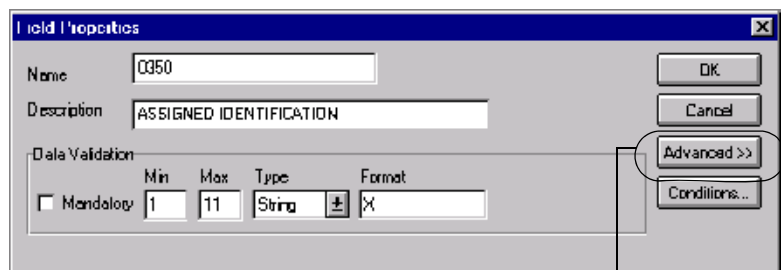 Field Properties
Name 0350 OK
Description ASSIGNED IDENTIFICATION Cancel
Data Validation Advanced >>
Min Max Type Format Conditions...
Mandatory 1 11 String X